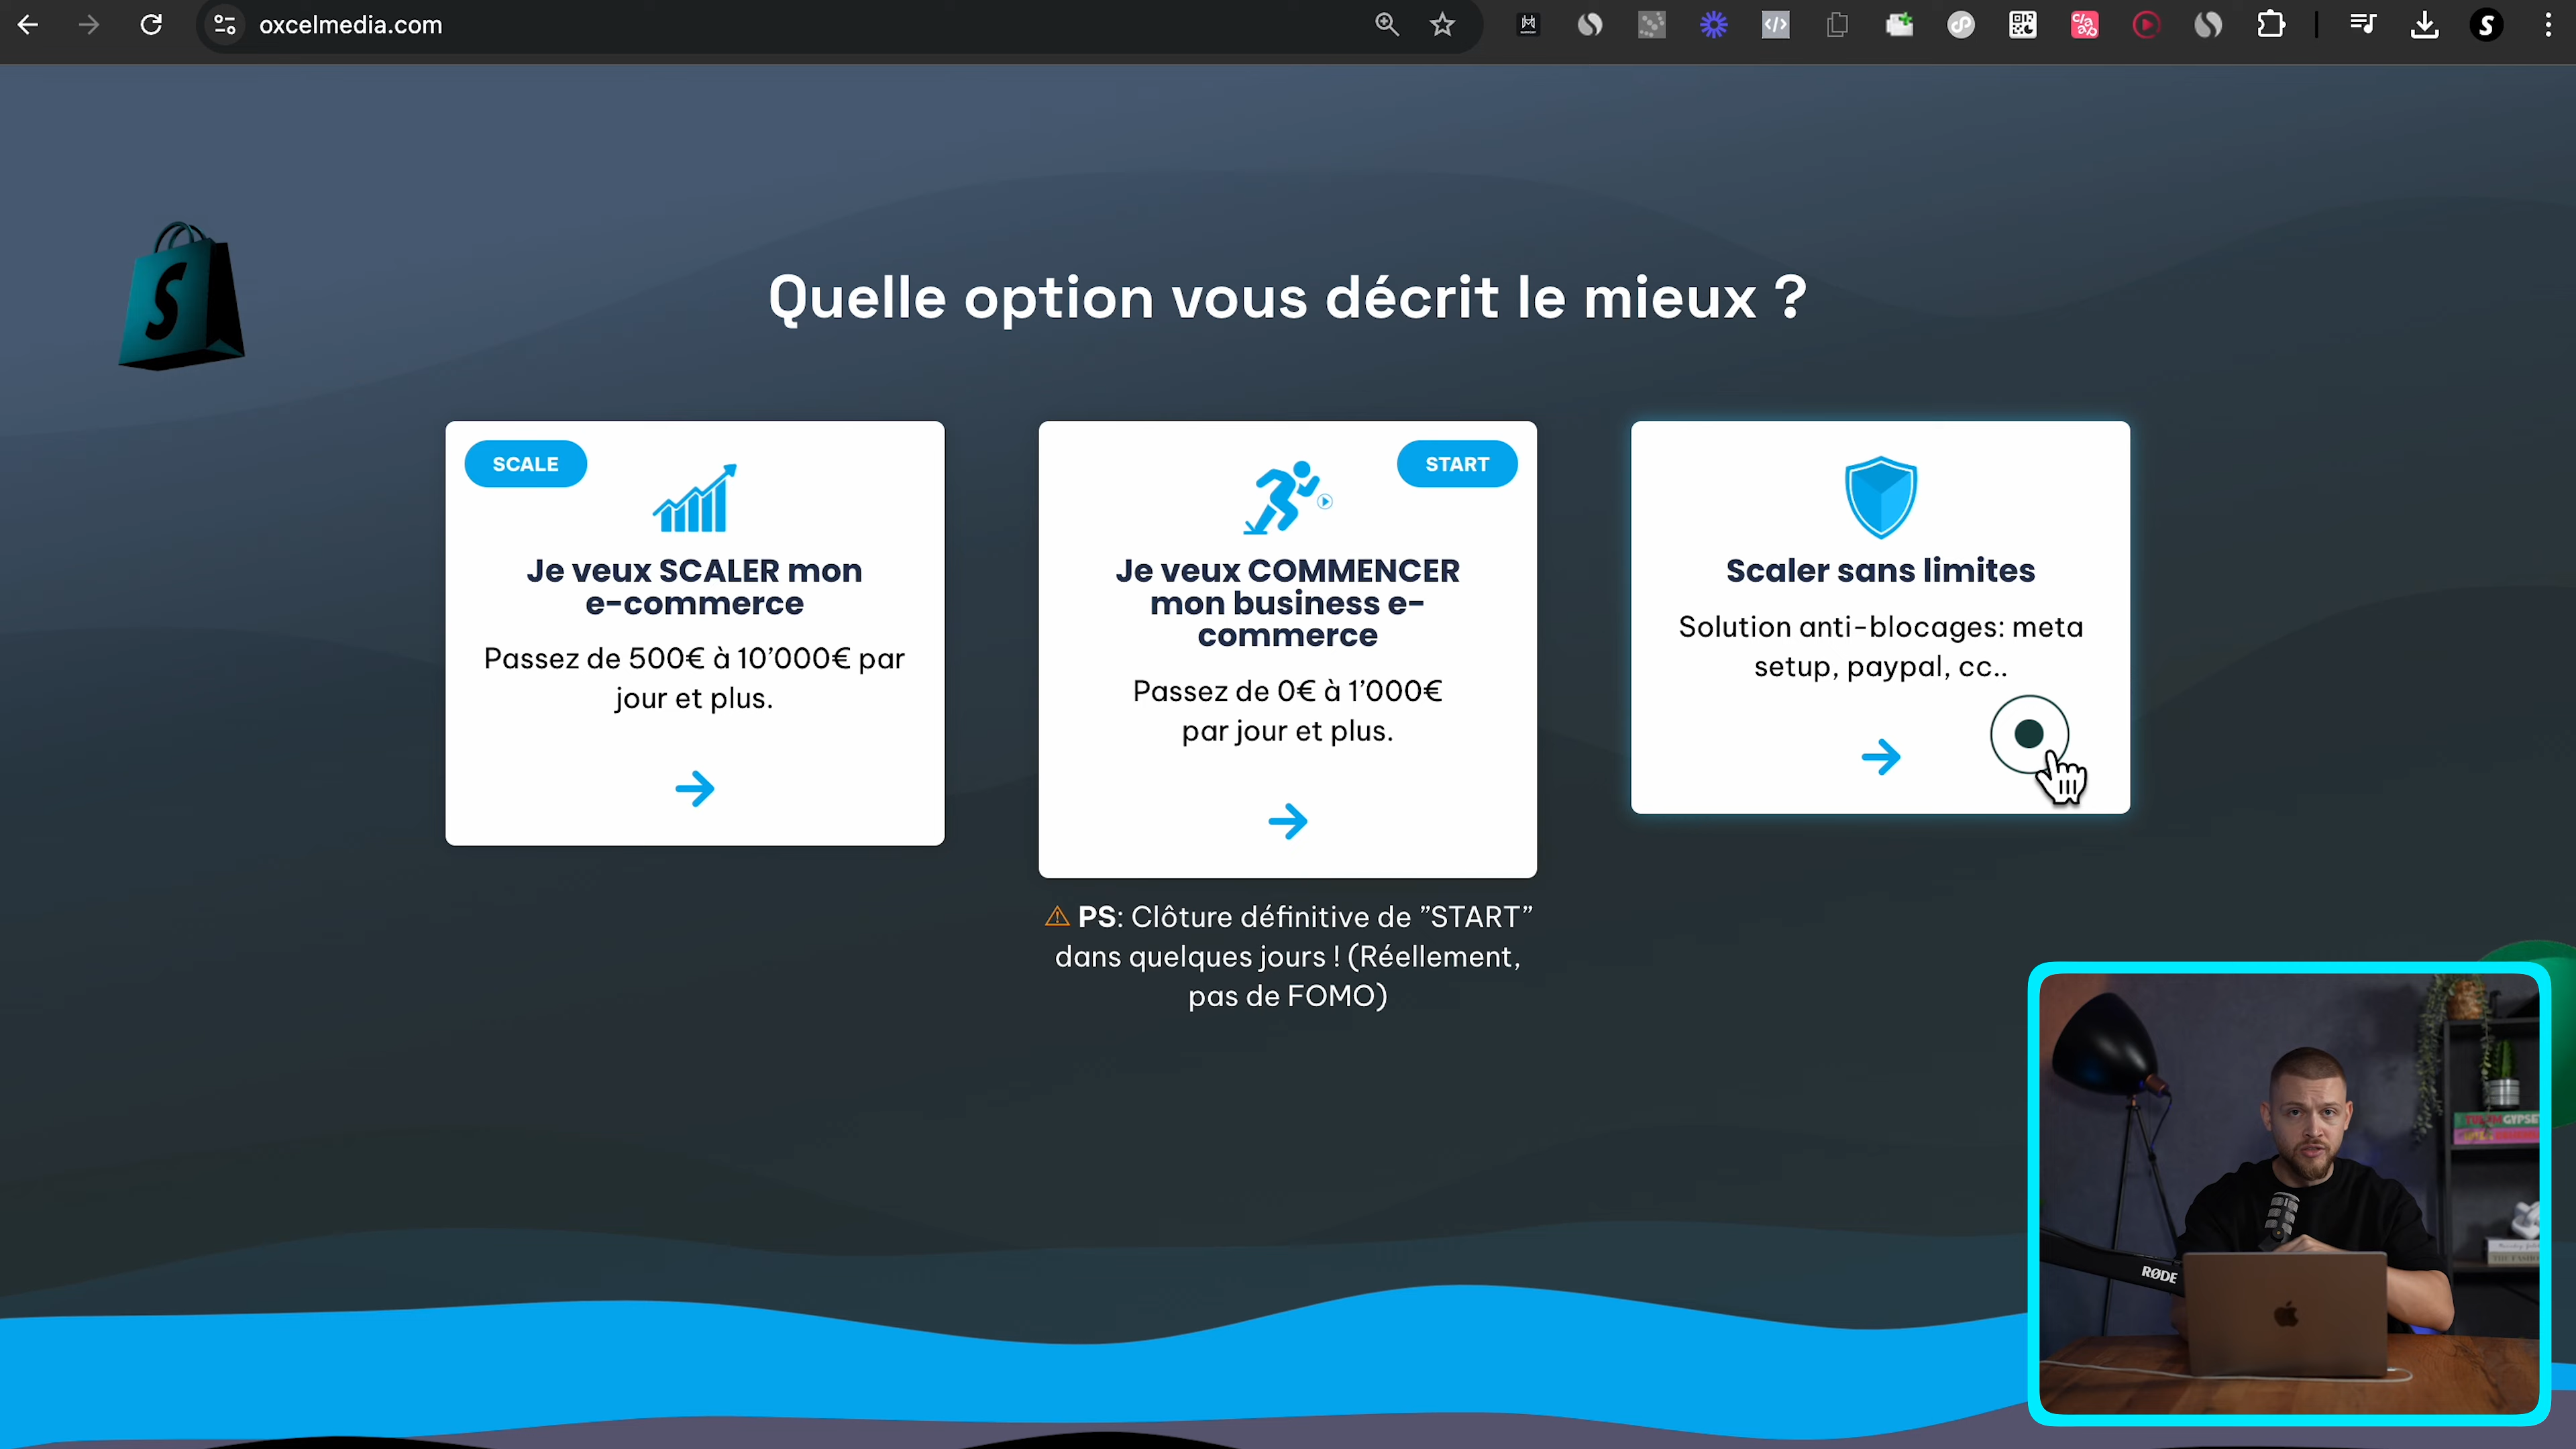 oxcelmedia.com
Quelle option vous décrit le mieux ?
SCALE
Je veux SCALER mon
e-commerce
Passez de 500€ à 10’000€ par
jour et plus.
START
Je veux COMMENCER
mon business e-
commerce
Passez de 0€ à 1’000€
par jour et plus.
⚠ PS: Clôture définitive de ”START”
dans quelques jours ! (Réellement,
pas de FOMO)
Scaler sans limites
Solution anti-blocages: meta
setup, paypal, cc..
RØDE